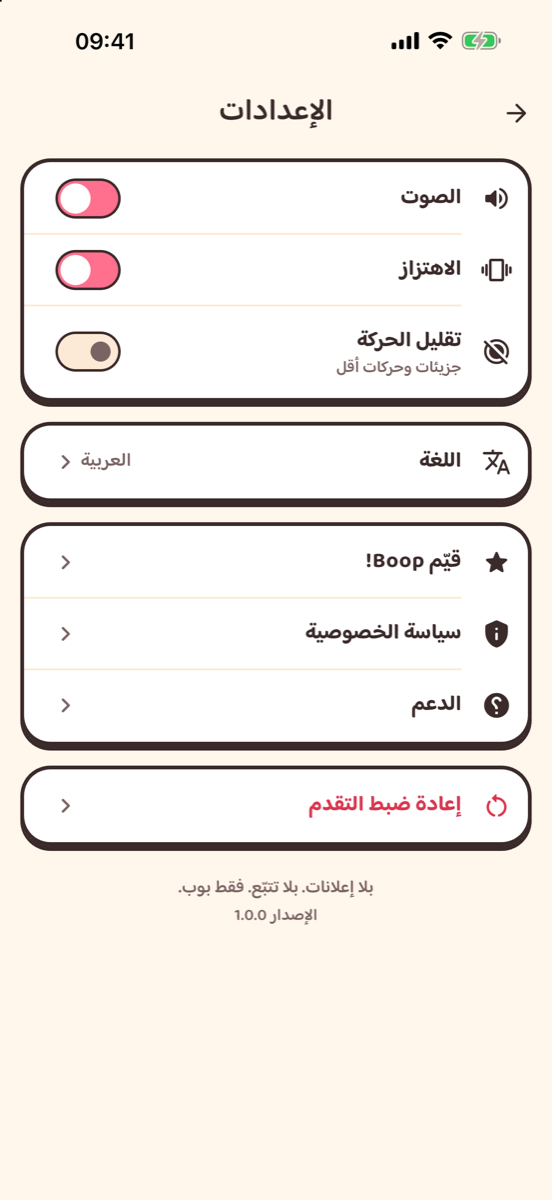 09:41
الإعدادات
الصوت
الاهتزاز
تقليل الحركة
جزيئات وحركات أقل
اللغة
العربية
قيّم Boop!
سياسة الخصوصية
الدعم
إعادة ضبط التقدم
بلا إعلانات. بلا تتبّع. فقط بوب.
الإصدار 1.0.0